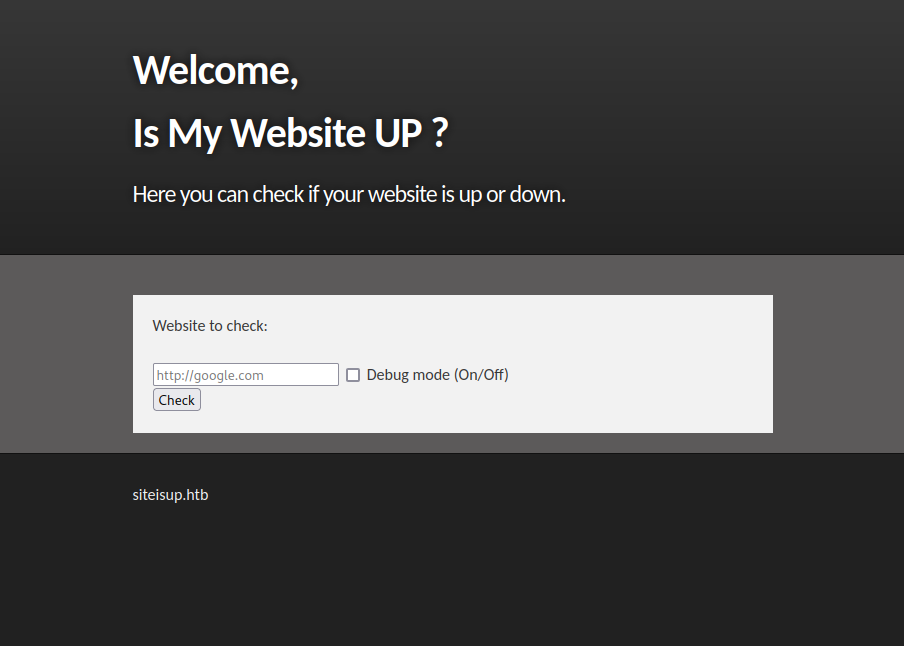 Welcome,
Is My Website UP ?
Here you can check if your website is up or down.
Website to check:
http://google.com Debug mode (On/Off)
Check
siteisup.htb